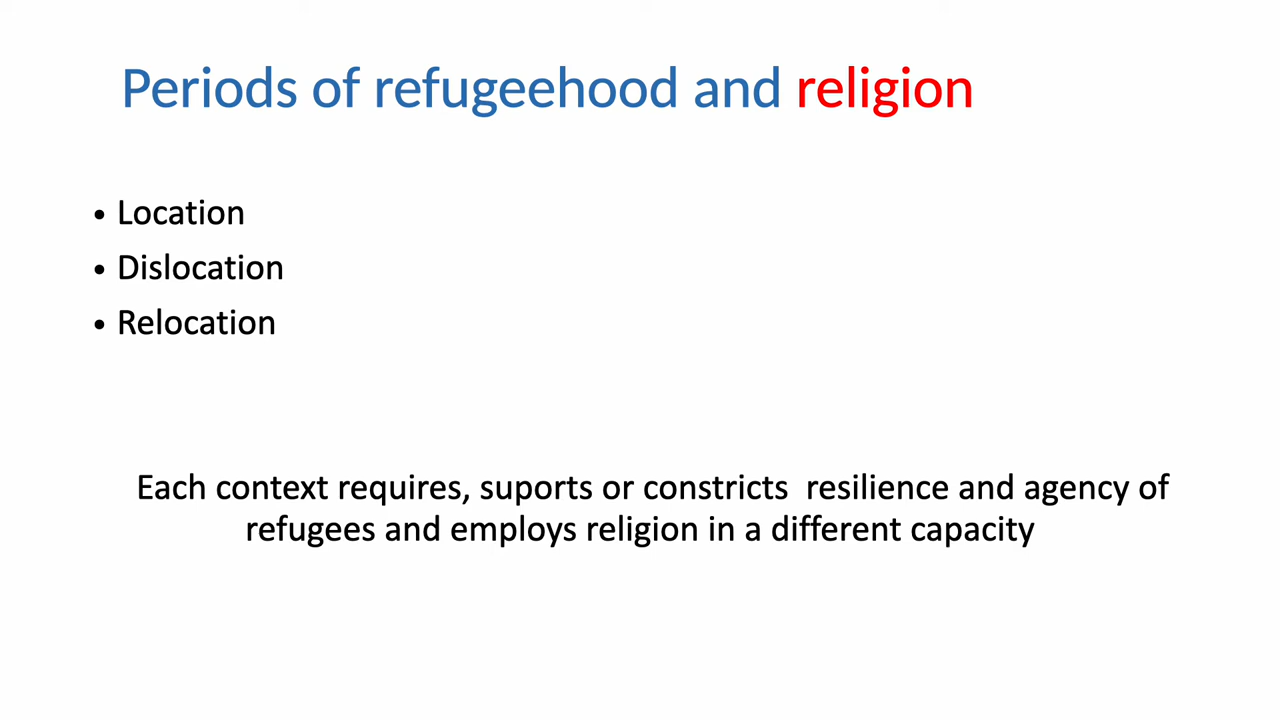 Periods of refugeehood and religion
• Location
• Dislocation
• Relocation
Each context requires, suports or constricts  resilience and agency of
refugees and employs religion in a different capacity